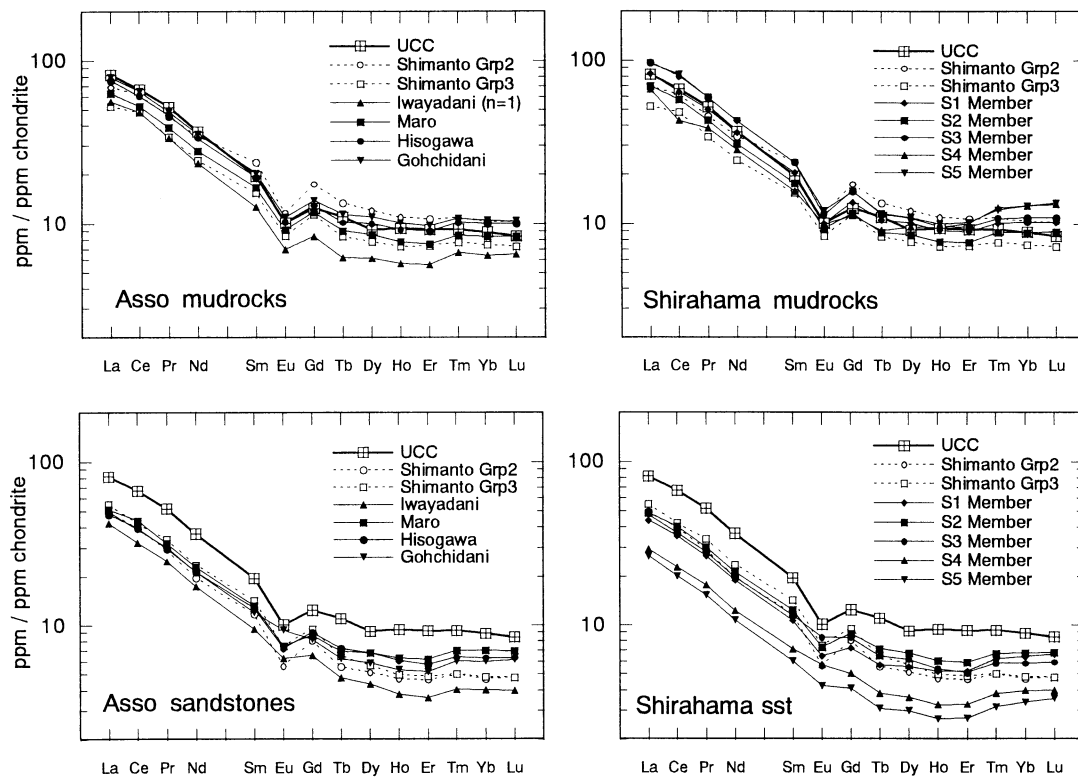 100
10
ppm / ppm chondrite
UCC
Shimanto Grp2
Shimanto Grp3
Iwayadani (n=1)
Maro
Hisogawa
Gohchidani
Asso mudrocks
La Ce Pr Nd Sm Eu Gd Tb Dy Ho Er Tm Yb Lu
100
10
UCC
Shimanto Grp2
Shimanto Grp3
S1 Member
S2 Member
S3 Member
S4 Member
S5 Member
Shirahama mudrocks
La Ce Pr Nd Sm Eu Gd Tb Dy Ho Er Tm Yb Lu
100
10
ppm / ppm chondrite
UCC
Shimanto Grp2
Shimanto Grp3
Iwayadani
Maro
Hisogawa
Gohchidani
Asso sandstones
La Ce Pr Nd Sm Eu Gd Tb Dy Ho Er Tm Yb Lu
100
10
UCC
Shimanto Grp2
Shimanto Grp3
S1 Member
S2 Member
S3 Member
S4 Member
S5 Member
Shirahama sst
La Ce Pr Nd Sm Eu Gd Tb Dy Ho Er Tm Yb Lu